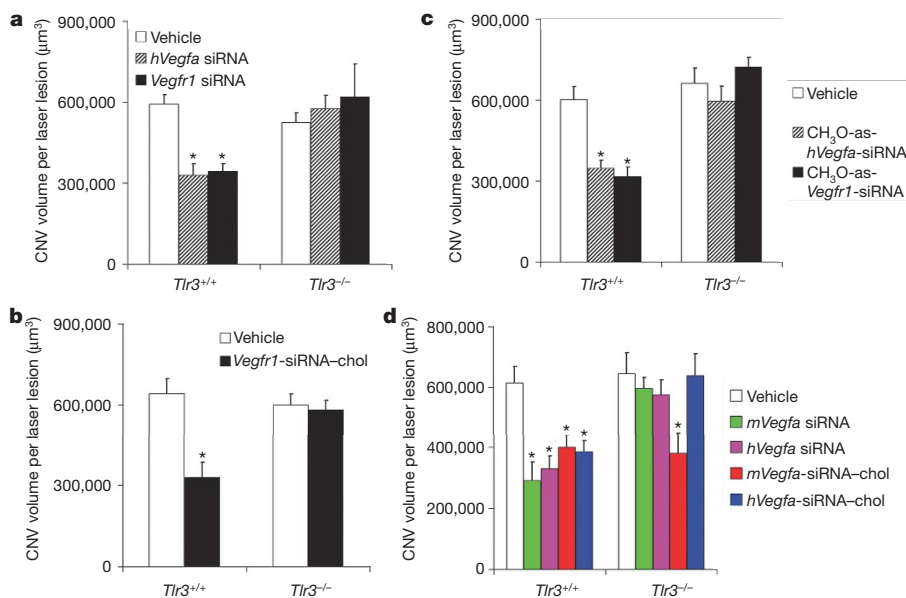 a
CNV volume per laser lesion (µm³)
900,000
600,000
300,000
0
Vehicle
hVegfa siRNA
Vegfr1 siRNA
* *
Tlr3+/+ Tlr3–/–
c
CNV volume per laser lesion (µm³)
900,000
600,000
300,000
0
* *
Tlr3+/+ Tlr3–/–
Vehicle
CH₃O-as-
hVegfa-siRNA
CH₃O-as-
Vegfr1-siRNA
b
CNV volume per laser lesion (µm³)
900,000
600,000
300,000
0
Vehicle
Vegfr1-siRNA–chol
*
Tlr3+/+ Tlr3–/–
d
CNV volume per laser lesion (µm³)
800,000
600,000
400,000
200,000
0
* * * * *
Tlr3+/+ Tlr3–/–
Vehicle
mVegfa siRNA
hVegfa siRNA
mVegfa-siRNA–chol
hVegfa-siRNA–chol